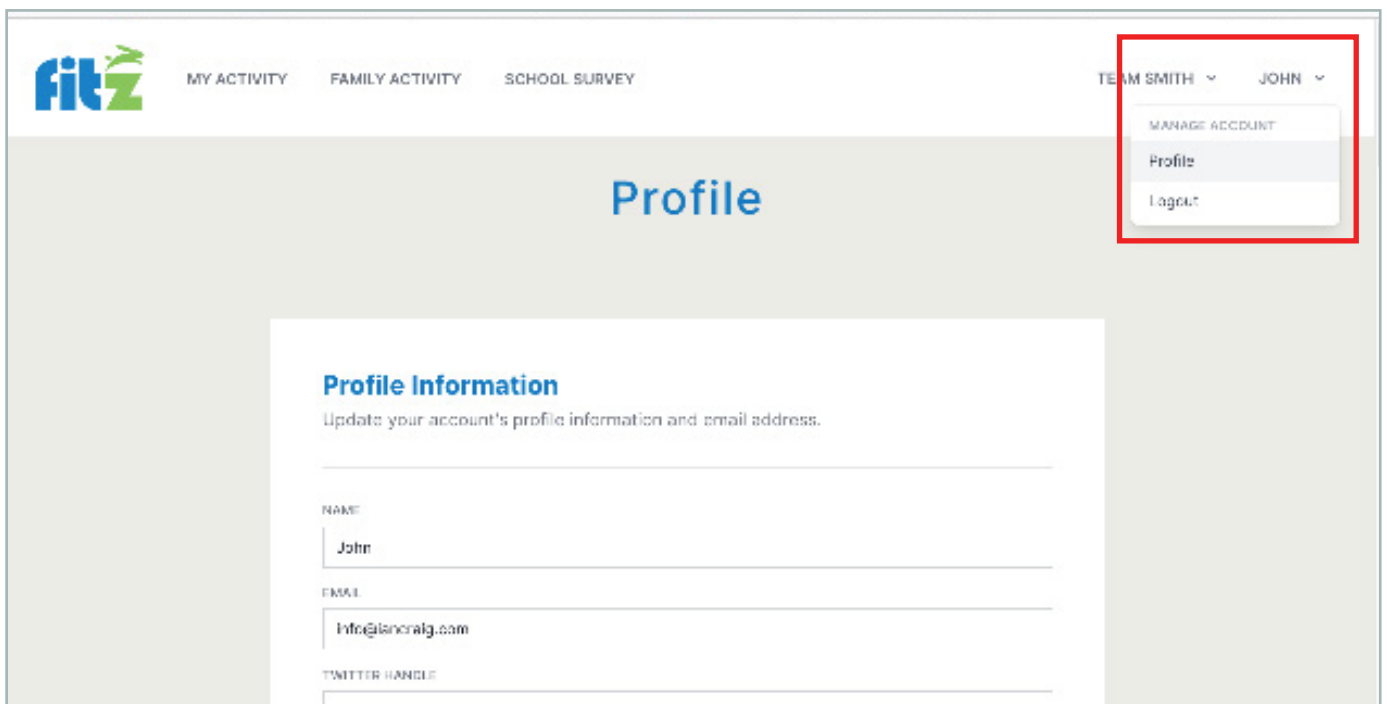 fitz MY ACTIVITY FAMILY ACTIVITY SCHOOL SURVEY TEAM SMITH JOHN
MANAGE ACCOUNT
Profile
Logout
Profile
Profile Information
Update your account's profile information and email address.
NAME
John
EMAIL
info@iancraig.com
TWITTER HANDLE